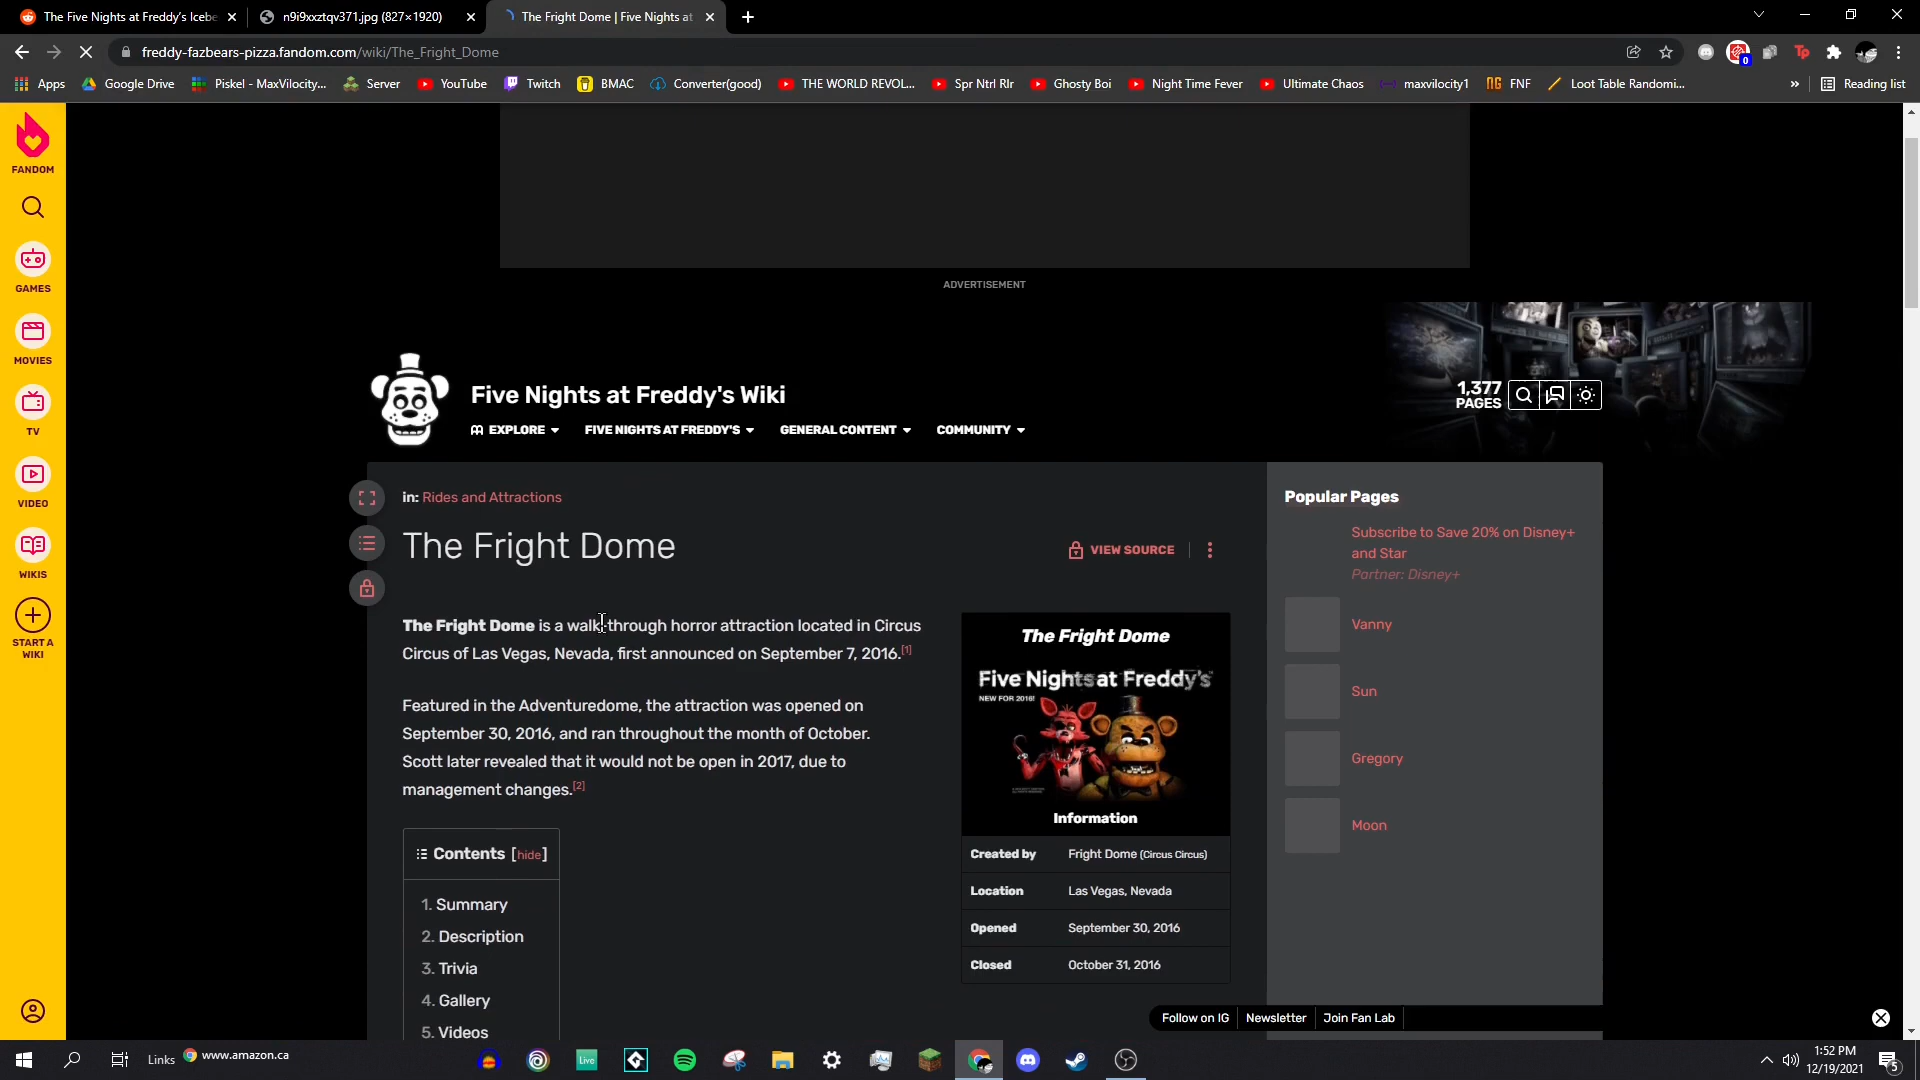 The Five Nights at Freddy's Icebe
n9i9xxztqv371.jpg (827×1920)
The Fright Dome | Five Nights at
freddy-fazbears-pizza.fandom.com/wiki/The_Fright_Dome
0
Apps
Google Drive
Piskel - MaxVilocity...
Server
YouTube
Twitch
BMAC
Converter(good)
THE WORLD REVOL...
Spr Ntrl Rlr
Ghosty Boi
Night Time Fever
Ultimate Chaos
maxvilocity1
FNF
Loot Table Randomi...
Reading list
FANDOM
GAMES
MOVIES
TV
VIDEO
WIKIS
START A
WIKI
ADVERTISEMENT
Five Nights at Freddy's Wiki
EXPLORE
FIVE NIGHTS AT FREDDY'S
GENERAL CONTENT
COMMUNITY
1,377
PAGES
in: Rides and Attractions
The Fright Dome
VIEW SOURCE
The Fright Dome is a walk-through horror attraction located in Circus
Circus of Las Vegas, Nevada, first announced on September 7, 2016.[1]
Featured in the Adventuredome, the attraction was opened on
September 30, 2016, and ran throughout the month of October.
Scott later revealed that it would not be open in 2017, due to
management changes.[2]
Contents [hide]
1. Summary
2. Description
3. Trivia
4. Gallery
5. Videos
The Fright Dome
Five Nights at Freddy's
NEW FOR 2016!
Information
Created by Fright Dome (Circus Circus)
Location Las Vegas, Nevada
Opened September 30, 2016
Closed October 31, 2016
Popular Pages
Subscribe to Save 20% on Disney+
and Star
Partner: Disney+
Vanny
Sun
Gregory
Moon
Follow on IG
Newsletter
Join Fan Lab
Links
www.amazon.ca
Live
1:52 PM
12/19/2021
5